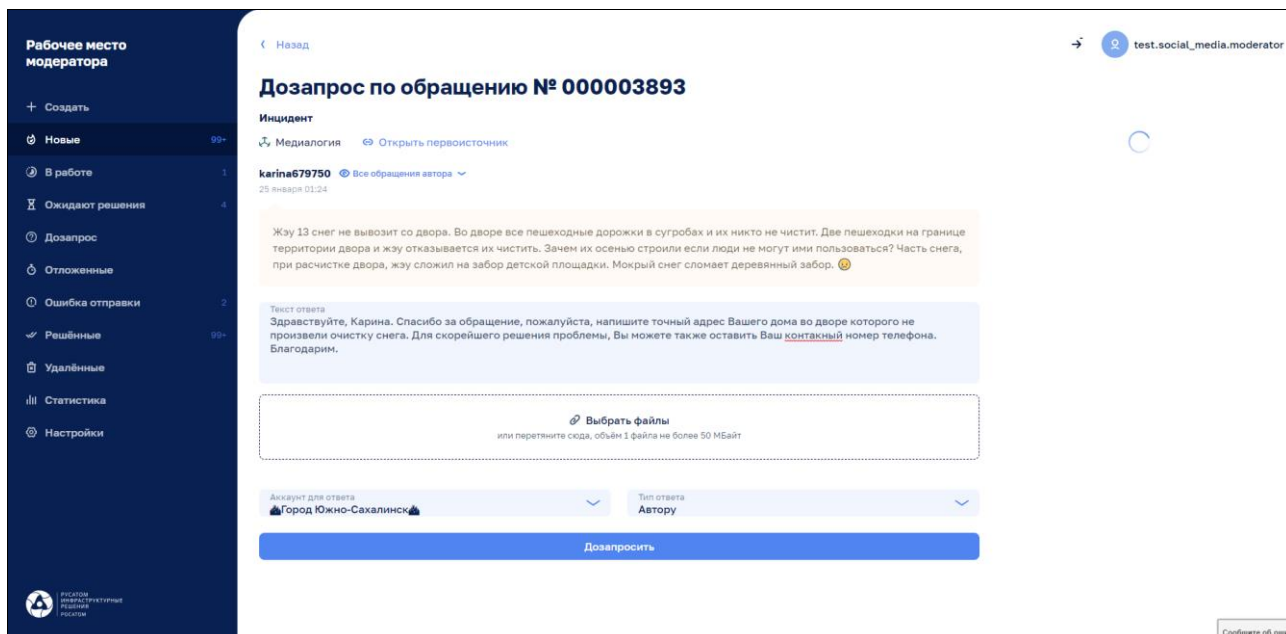 Рабочее место
модератора
Создать
Новые 99+
В работе 1
Ожидают решения 4
Дозапрос
Отложенные
Ошибка отправки 2
Решённые 99+
Удалённые
Статистика
Настройки
РУСАТОМ
ИНФРАСТРУКТУРНЫЕ
РЕШЕНИЯ
РОСАТОМ
Назад
test.social_media.moderator
Дозапрос по обращению № 000003893
Инцидент
Медиалогия Открыть первоисточник
karina679750 Все обращения автора
25 января 01:24
Жэу 13 снег не вывозит со двора. Во дворе все пешеходные дорожки в сугробах и их никто не чистит. Две пешеходки на границе
территории двора и жэу отказывается их чистить. Зачем их осенью строили если люди не могут ими пользоваться? Часть снега,
при расчистке двора, жэу сложил на забор детской площадки. Мокрый снег сломает деревянный забор.
Текст ответа
Здравствуйте, Карина. Спасибо за обращение, пожалуйста, напишите точный адрес Вашего дома во дворе которого не
произвели очистку снега. Для скорейшего решения проблемы, Вы можете также оставить Ваш контакный номер телефона.
Благодарим.
Выбрать файлы
или перетяните сюда, объём 1 файла не более 50 МБайт
Аккаунт для ответа
Город Южно-Сахалинск
Тип ответа
Автору
Дозапросить
Сообщите об